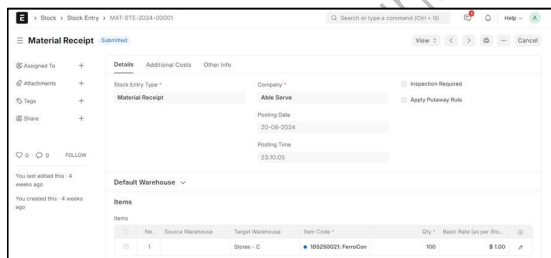 E > Stock > Stock Entry > MAT-STE-2024-00001
Search or type a command (Ctrl + G)
Help
A
Material Receipt Submitted
View
Cancel
Assigned To +
Attachments +
Tags +
Share +
0 · 0 FOLLOW
You last edited this · 4
weeks ago
You created this · 4 weeks
ago
Details Additional Costs Other Info
Stock Entry Type *
Material Receipt
Company *
Able Serve
Posting Date
20-08-2024
Posting Time
23:10:05
Inspection Required
Apply Putaway Rule
Default Warehouse
Items
Items
No. Source Warehouse Target Warehouse Item Code * Qty * Basic Rate (as per Sto...
1 Stores - C 105250021: FerroCon 100 ฿ 1.00